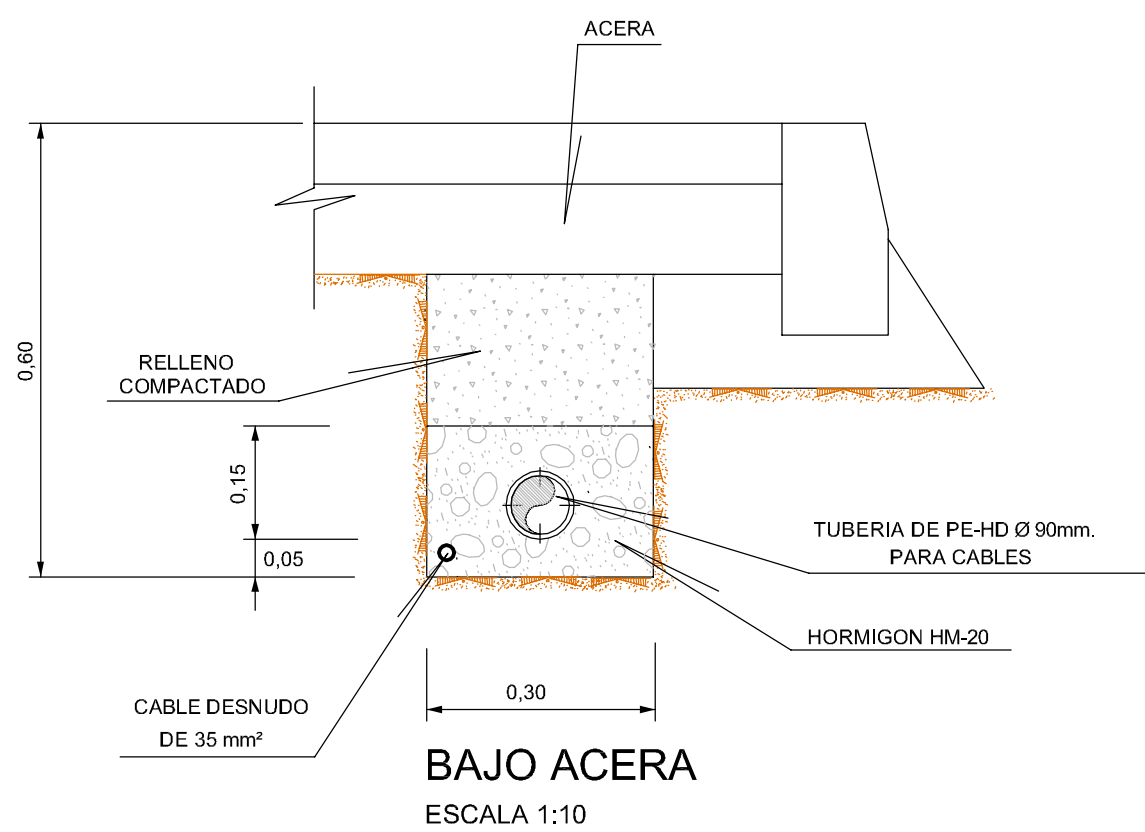 ACERA
0,60
RELLENO
COMPACTADO
0,15
0,05
TUBERIA DE PE-HD Ø 90mm.
PARA CABLES
HORMIGON HM-20
CABLE DESNUDO
DE 35 mm²
0,30
BAJO ACERA
ESCALA 1:10